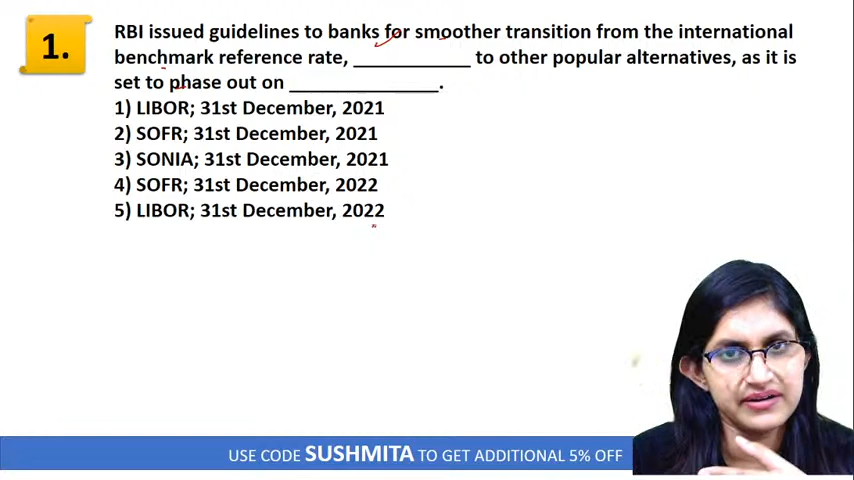 1.
RBI issued guidelines to banks for smoother transition from the international
benchmark reference rate, ___________ to other popular alternatives, as it is
set to phase out on ______________.
1) LIBOR; 31st December, 2021
2) SOFR; 31st December, 2021
3) SONIA; 31st December, 2021
4) SOFR; 31st December, 2022
5) LIBOR; 31st December, 2022
USE CODE SUSHMITA TO GET ADDITIONAL 5% OFF